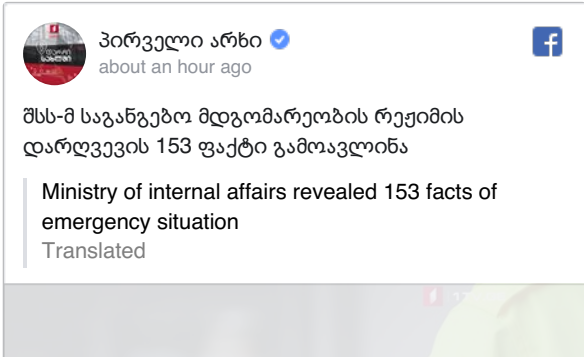 პირველი არხი
about an hour ago
შსს-მ საგანგებო მდგომარეობის რეჟიმის
დარღვევის 153 ფაქტი გამოავლინა
Ministry of internal affairs revealed 153 facts of
emergency situation
Translated